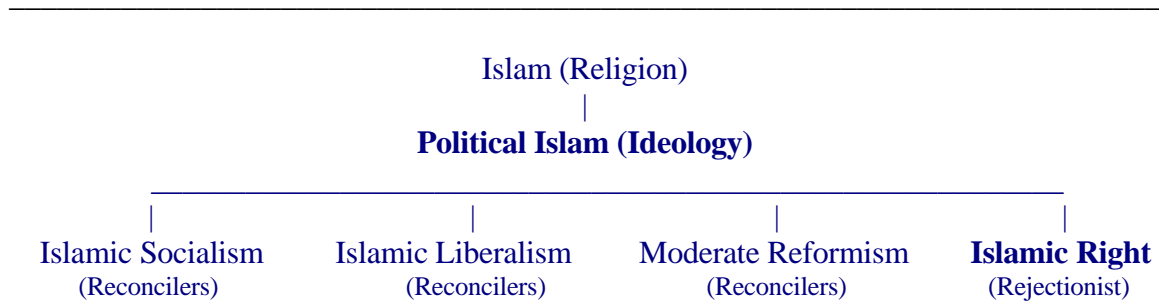 Islam (Religion)
|
Political Islam (Ideology)
| | | |
Islamic Socialism Islamic Liberalism Moderate Reformism Islamic Right
(Reconcilers) (Reconcilers) (Reconcilers) (Rejectionist)